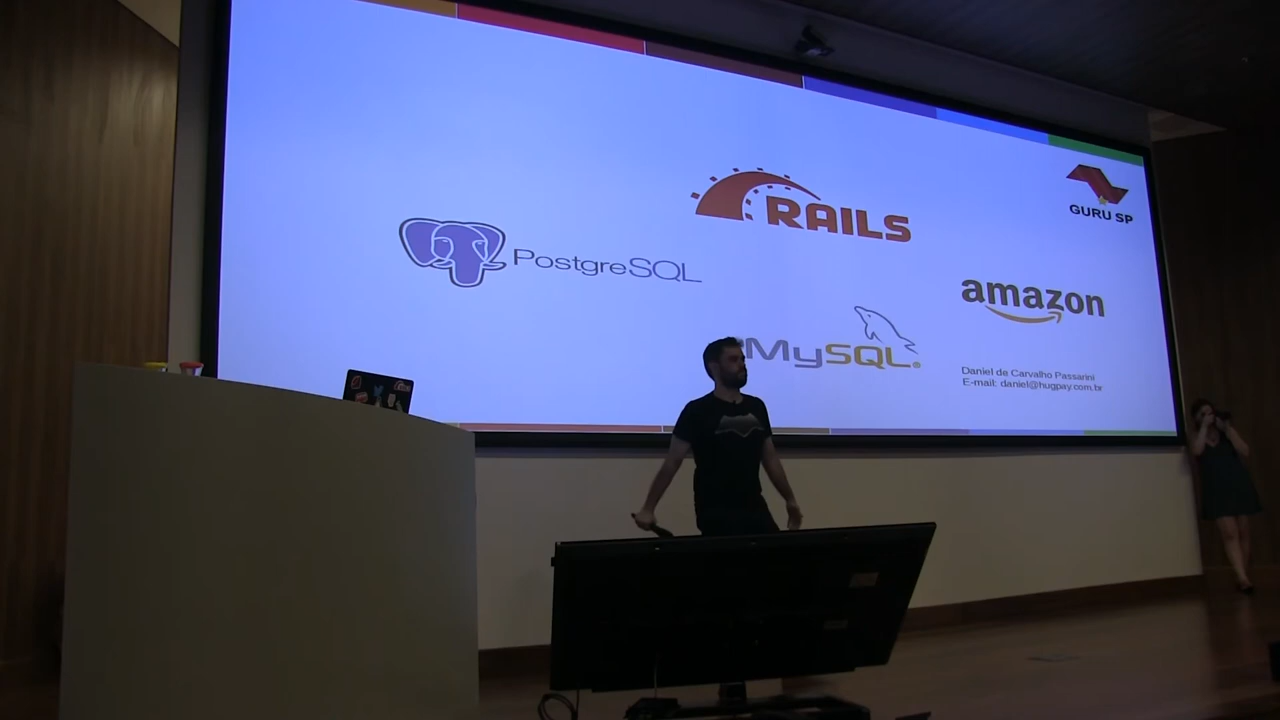 RAILS
GURU SP
PostgreSQL
amazon
MySQL
Daniel de Carvalho Passarini
E-mail: daniel@hugpay.com.br